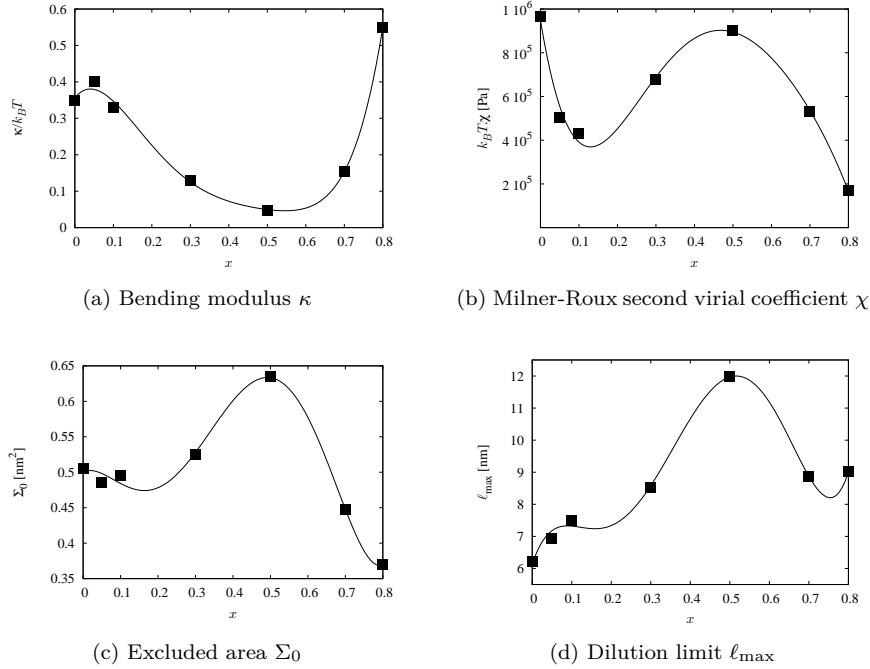 0.6
0.5
0.4
0.3
0.2
0.1
0
κ/k_BT
0 0.1 0.2 0.3 0.4 0.5 0.6 0.7 0.8
x
(a) Bending modulus κ
1 10^6
8 10^5
6 10^5
4 10^5
2 10^5
k_BT.χ [Pa]
0 0.1 0.2 0.3 0.4 0.5 0.6 0.7 0.8
x
(b) Milner-Roux second virial coefficient χ
0.65
0.6
0.55
0.5
0.45
0.4
0.35
Σ_0 [nm^2]
0 0.1 0.2 0.3 0.4 0.5 0.6 0.7 0.8
x
(c) Excluded area Σ_0
12
11
10
9
8
7
6
ℓ_max [nm]
0 0.1 0.2 0.3 0.4 0.5 0.6 0.7 0.8
x
(d) Dilution limit ℓ_max